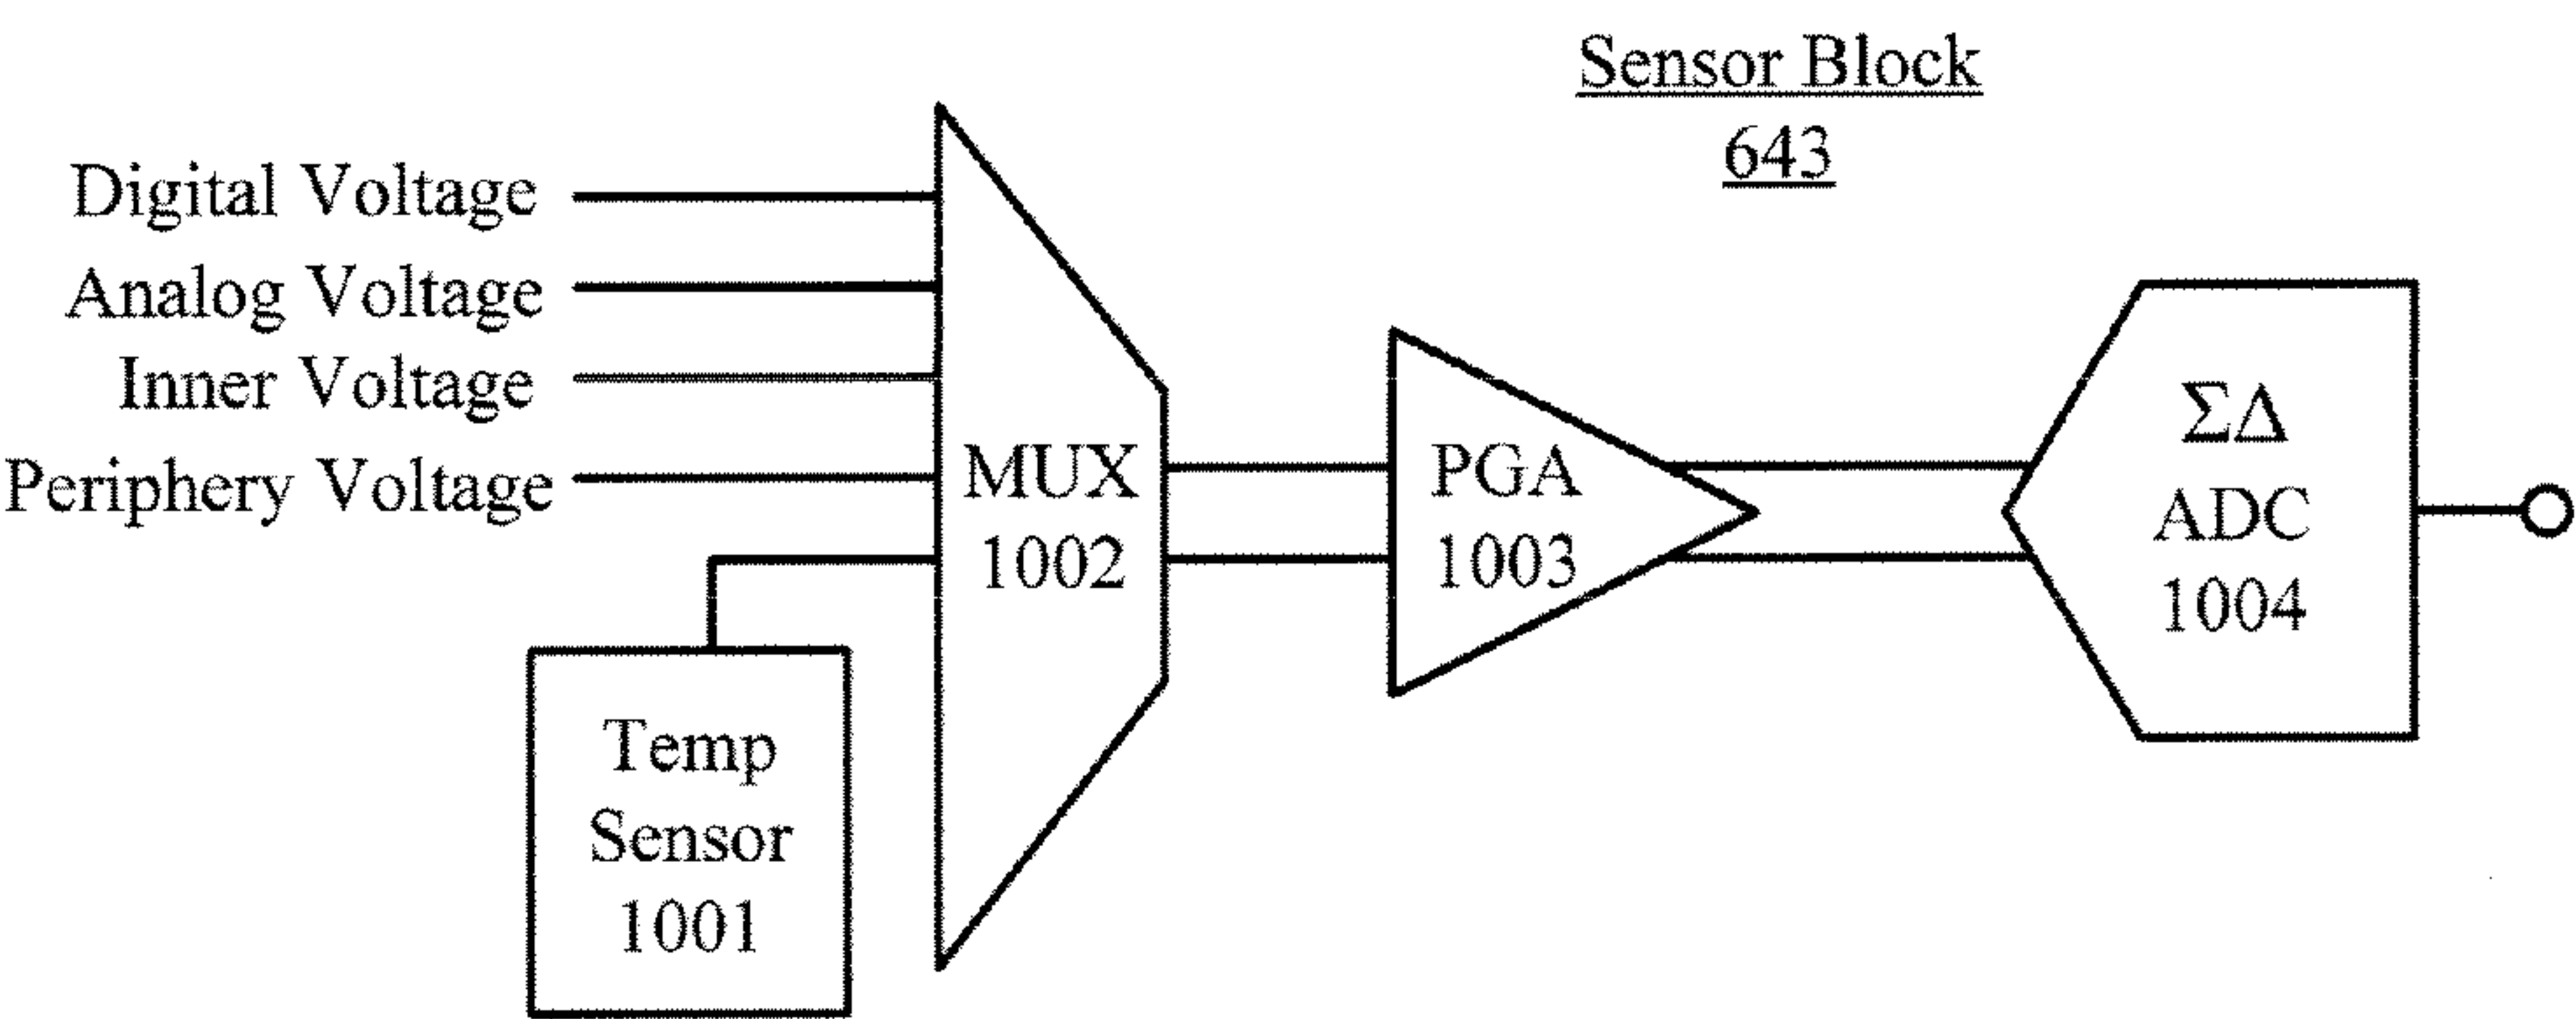 Sensor Block
643
Digital Voltage
Analog Voltage
Inner Voltage
Periphery Voltage
MUX
1002
PGA
1003
ΣΔ
ADC
1004
Temp
Sensor
1001